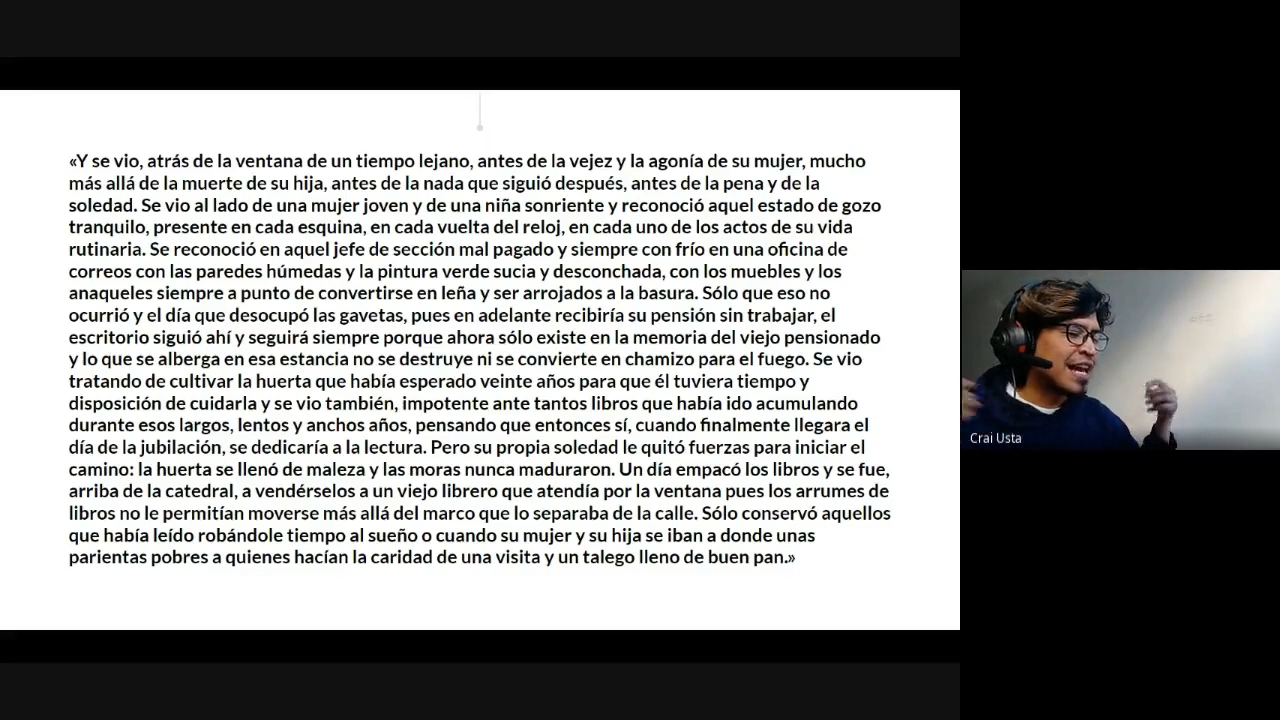 «Y se vio, atrás de la ventana de un tiempo lejano, antes de la vejez y la agonía de su mujer, mucho
más allá de la muerte de su hija, antes de la nada que siguió después, antes de la pena y de la
soledad. Se vio al lado de una mujer joven y de una niña sonriente y reconoció aquel estado de gozo
tranquilo, presente en cada esquina, en cada vuelta del reloj, en cada uno de los actos de su vida
rutinaria. Se reconoció en aquel jefe de sección mal pagado y siempre con frío en una oficina de
correos con las paredes húmedas y la pintura verde sucia y desconchada, con los muebles y los
anaqueles siempre a punto de convertirse en leña y ser arrojados a la basura. Sólo que eso no
ocurrió y el día que desocupó las gavetas, pues en adelante recibiría su pensión sin trabajar, el
escritorio siguió ahí y seguirá siempre porque ahora sólo existe en la memoria del viejo pensionado
y lo que se alberga en esa estancia no se destruye ni se convierte en chamizo para el fuego. Se vio
tratando de cultivar la huerta que había esperado veinte años para que él tuviera tiempo y
disposición de cuidarla y se vio también, impotente ante tantos libros que había ido acumulando
durante esos largos, lentos y anchos años, pensando que entonces sí, cuando finalmente llegara el
día de la jubilación, se dedicaría a la lectura. Pero su propia soledad le quitó fuerzas para iniciar el
camino: la huerta se llenó de maleza y las moras nunca maduraron. Un día empacó los libros y se fue,
arriba de la catedral, a vendérselos a un viejo librero que atendía por la ventana pues los arrumes de
libros no le permitían moverse más allá del marco que lo separaba de la calle. Sólo conservó aquellos
que había leído robándole tiempo al sueño o cuando su mujer y su hija se iban a donde unas
parientas pobres a quienes hacían la caridad de una visita y un talego lleno de buen pan.»
Crai Usta